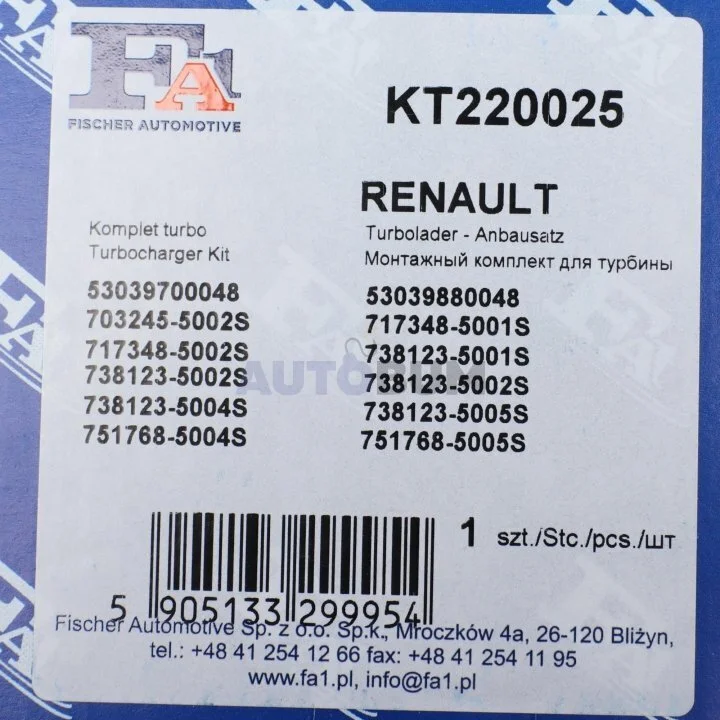 FA1
FISCHER AUTOMOTIVE
KT220025
RENAULT
Komplet turbo
Turbocharger Kit
Turbolader - Anbausatz
Монтажный комплект для турбины
53039700048
703245-5002S
717348-5002S
738123-5002S
738123-5004S
751768-5004S
53039880048
717348-5001S
738123-5001S
738123-5002S
738123-5005S
751768-5005S
AUTOBUM
1 szt./Stc./pcs./шт
5 905133 299954
Fischer Automotive Sp. z o.o. Sp.k., Mroczków 4a, 26-120 Bliżyn,
tel.: +48 41 254 12 66 fax: +48 41 254 11 95
www.fa1.pl, info@fa1.pl